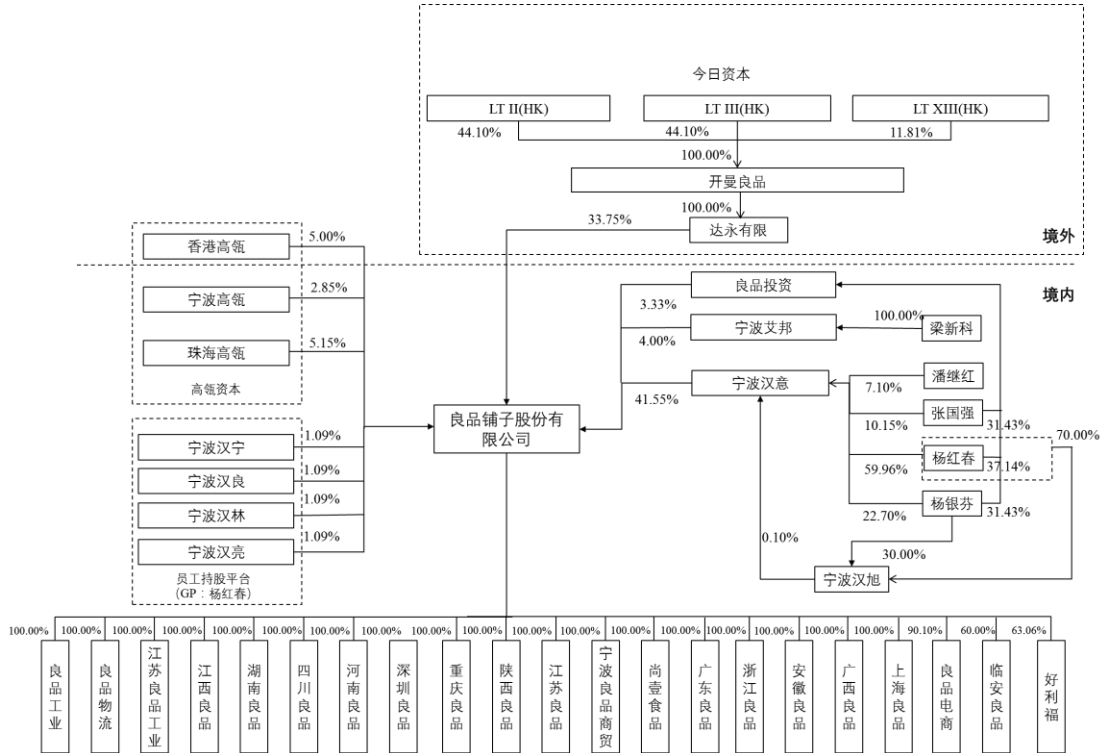 今日资本
LT II(HK)
LT III(HK)
LT XIII(HK)
44.10%
44.10%
11.81%
100.00%
开曼良品
100.00%
33.75%
达永有限
境外
香港高瓴
5.00%
宁波高瓴
2.85%
珠海高瓴
5.15%
高瓴资本
境内
良品投资
3.33%
宁波艾邦
100.00%
梁新科
4.00%
宁波汉意
潘继红
7.10%
41.55%
张国强
10.15%
31.43%
良品铺子股份有
限公司
杨红春
70.00%
59.96%
37.14%
杨银芬
22.70%
31.43%
0.10%
30.00%
宁波汉旭
宁波汉宁
1.09%
宁波汉良
1.09%
宁波汉林
1.09%
宁波汉亮
1.09%
员工持股平台
（GP：杨红春）
100.00% 100.00% 100.00% 100.00% 100.00% 100.00% 100.00% 100.00% 100.00% 100.00% 100.00% 100.00% 100.00% 100.00% 100.00% 100.00% 100.00% 100.00% 90.10% 60.00% 63.06%
良品工业
良品物流
江苏良品工业
江西良品
湖南良品
四川良品
河南良品
深圳良品
重庆良品
陕西良品
江苏良品
宁波良品商贸
尚壹食品
广东良品
浙江良品
安徽良品
广西良品
上海良品
良品电商
临安良品
好利福